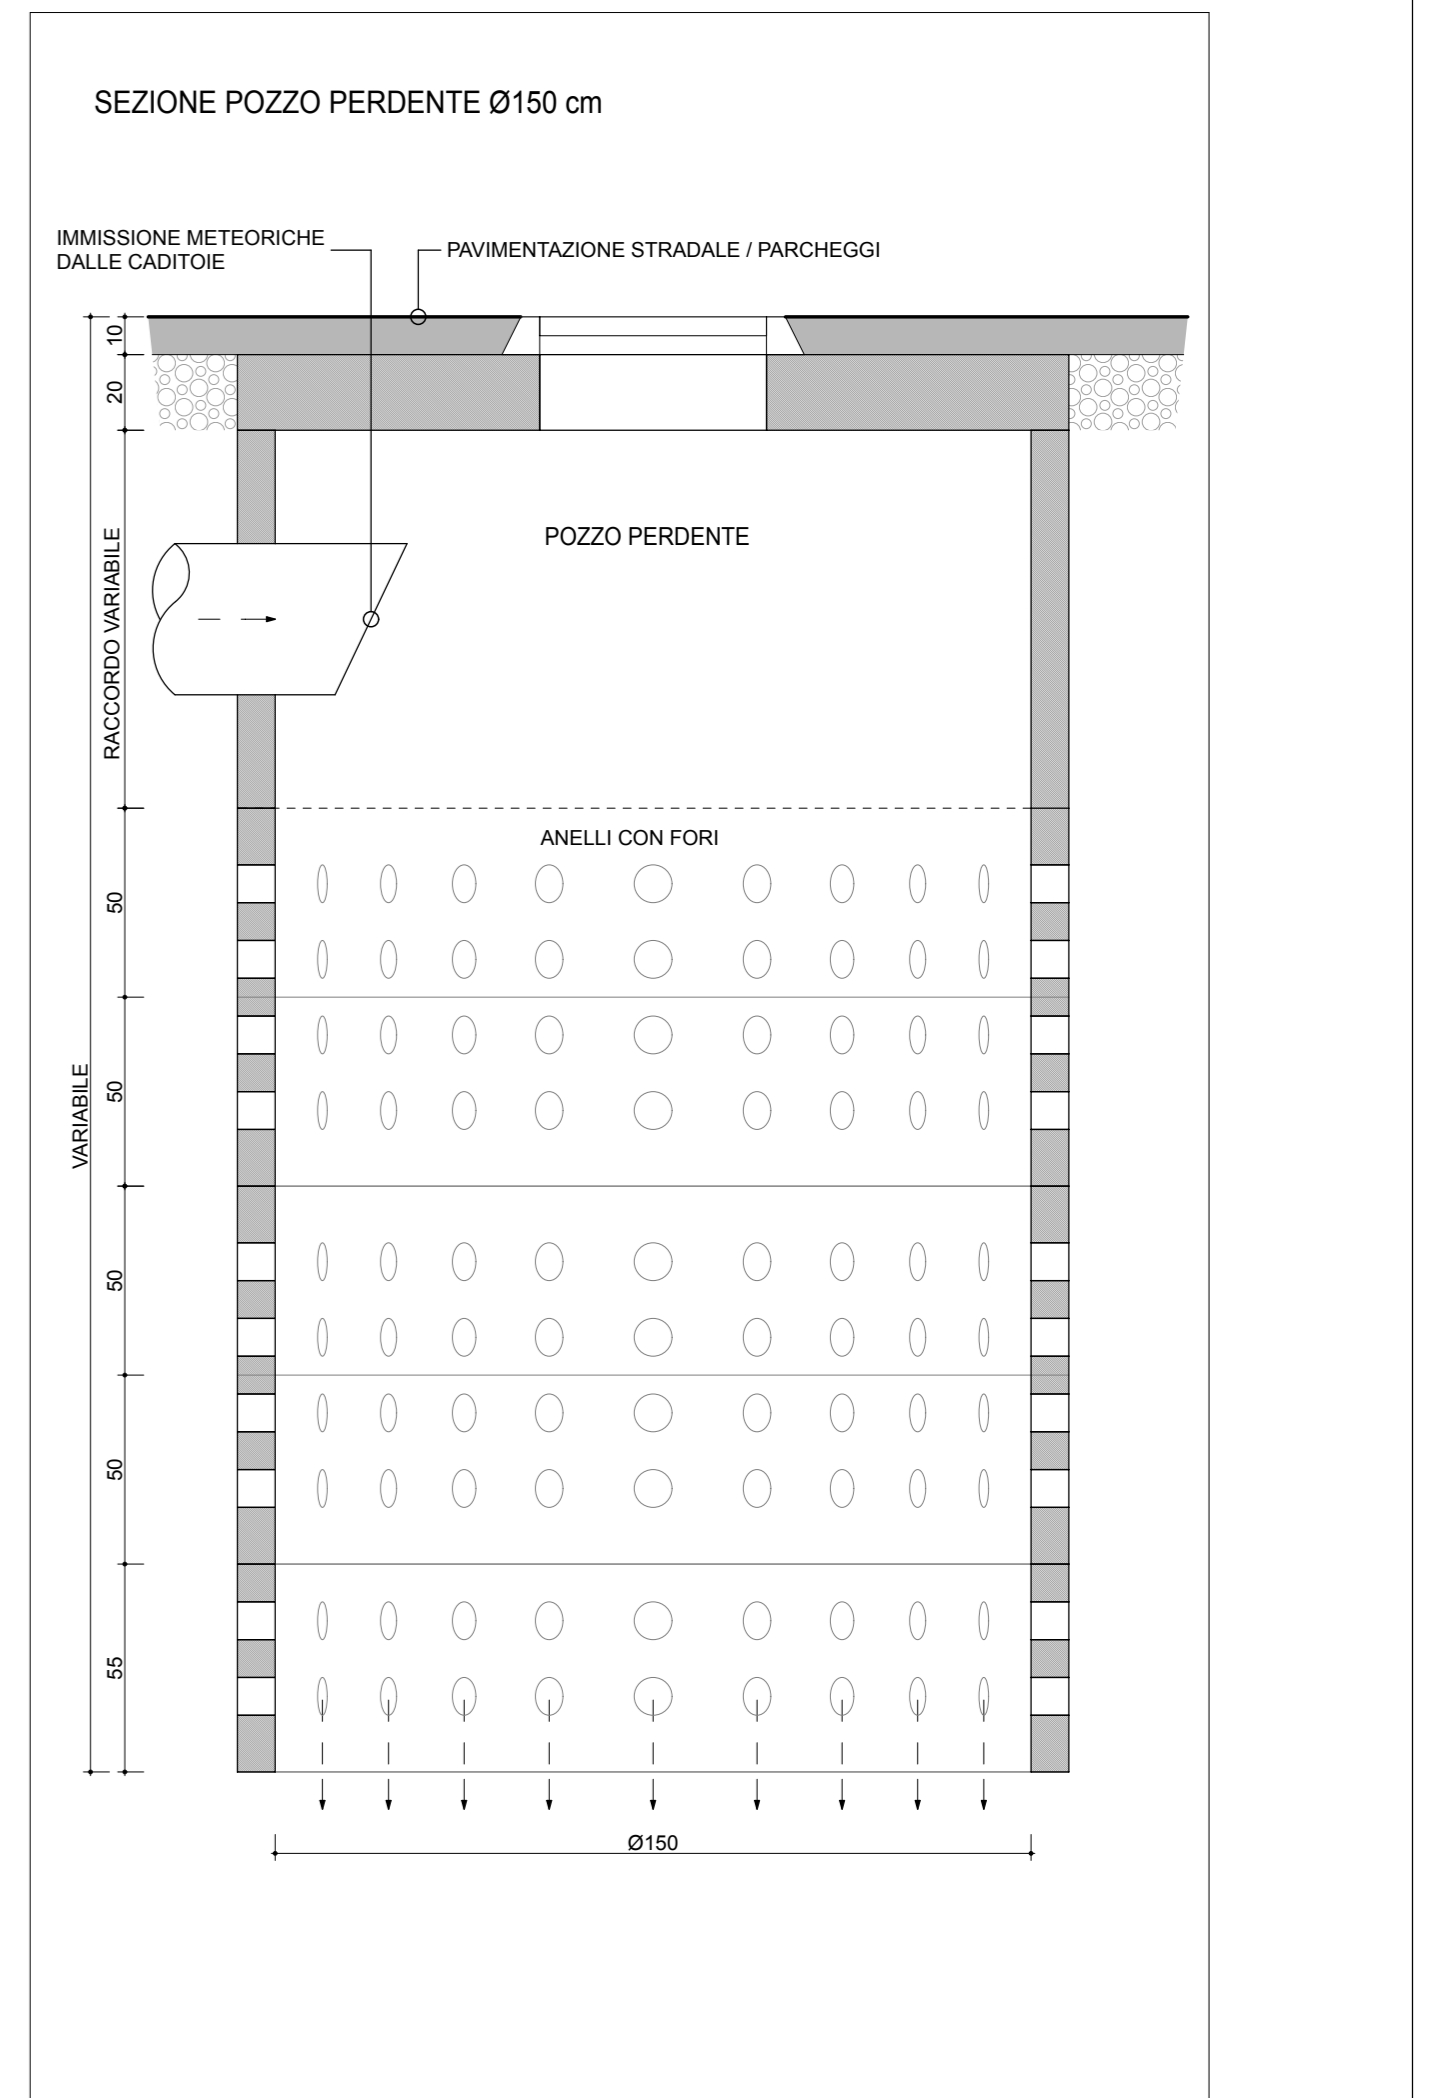 SEZIONE POZZO PERDENTE Ø150 cm
IMMISSIONE METEORICHE
DALLE CADITOIE
PAVIMENTAZIONE STRADALE / PARCHEGGI
10
20
RACCORDO VARIABILE
POZZO PERDENTE
ANELLI CON FORI
50
50
VARIABILE
50
50
55
Ø150